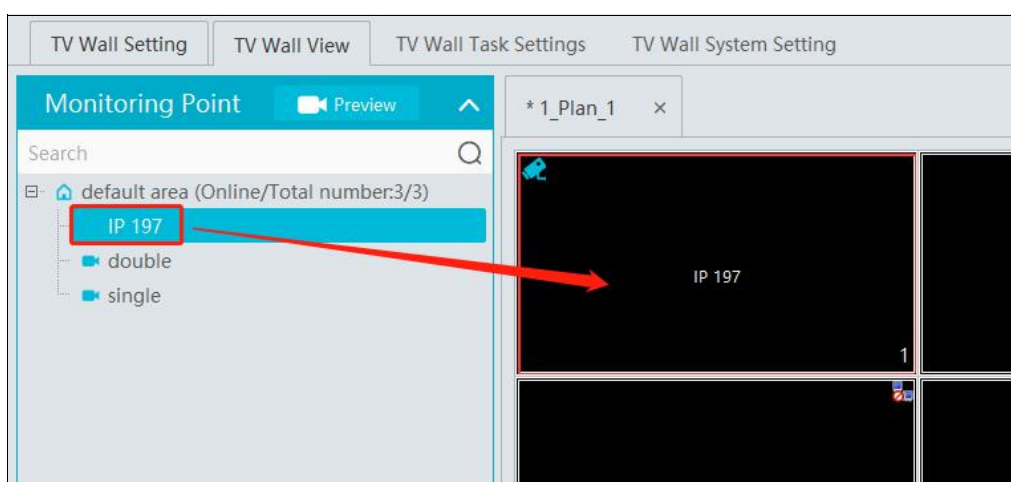 TV Wall Setting TV Wall View TV Wall Task Settings TV Wall System Setting
Monitoring Point Preview
* 1_Plan_1 ×
Search
default area (Online/Total number:3/3)
IP 197
double
single
IP 197
1